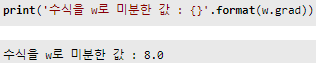 print('수식을 w로 미분한 값 : {}'.format(w.grad))
수식을 w로 미분한 값 : 8.0